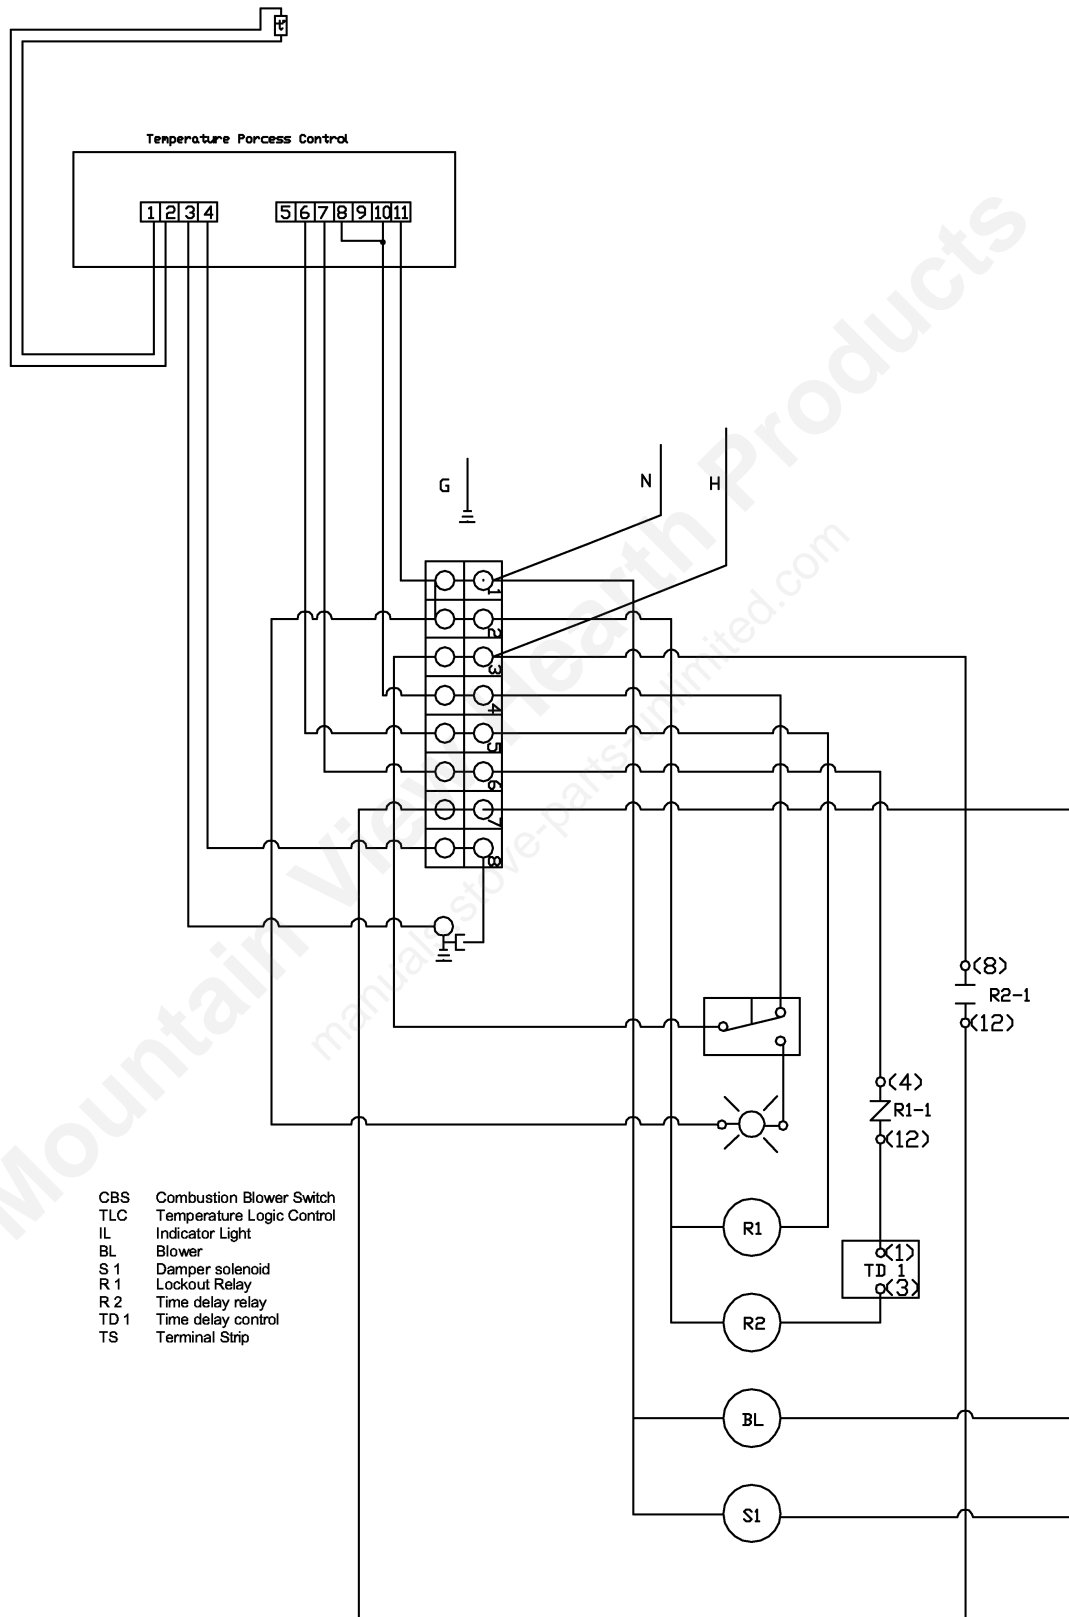 t°
Temperature Porcess Control
1 2 3 4
5 6 7 8 9 10 11
G
N
H
1
2
3
4
5
6
7
8
(8)
R2-1
(12)
(4)
R1-1
(12)
R1
(1)
TD 1
(3)
R2
BL
S1
CBS Combustion Blower Switch
TLC Temperature Logic Control
IL Indicator Light
BL Blower
S 1 Damper solenoid
R 1 Lockout Relay
R 2 Time delay relay
TD 1 Time delay control
TS Terminal Strip
Mountain View Hearth Products
manuals.stove-parts-unlimited.com